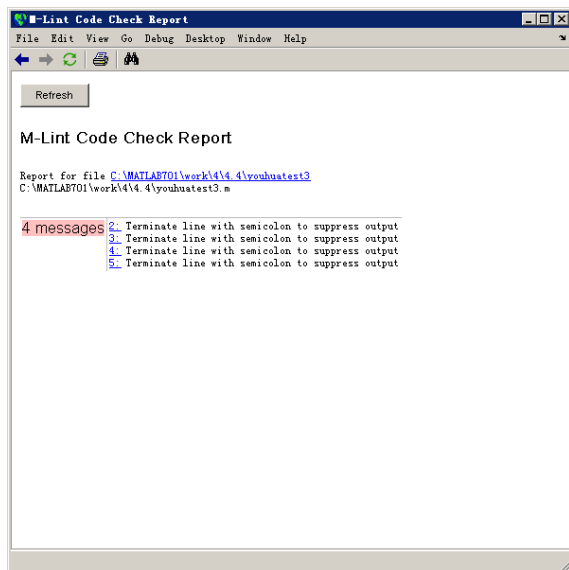 M-Lint Code Check Report
File Edit View Go Debug Desktop Window Help
Refresh
M-Lint Code Check Report
Report for file C:\MATLAB701\work\4\4.4\youhuatest3
C:\MATLAB701\work\4\4.4\youhuatest3.m
4 messages
2: Terminate line with semicolon to suppress output
3: Terminate line with semicolon to suppress output
4: Terminate line with semicolon to suppress output
5: Terminate line with semicolon to suppress output